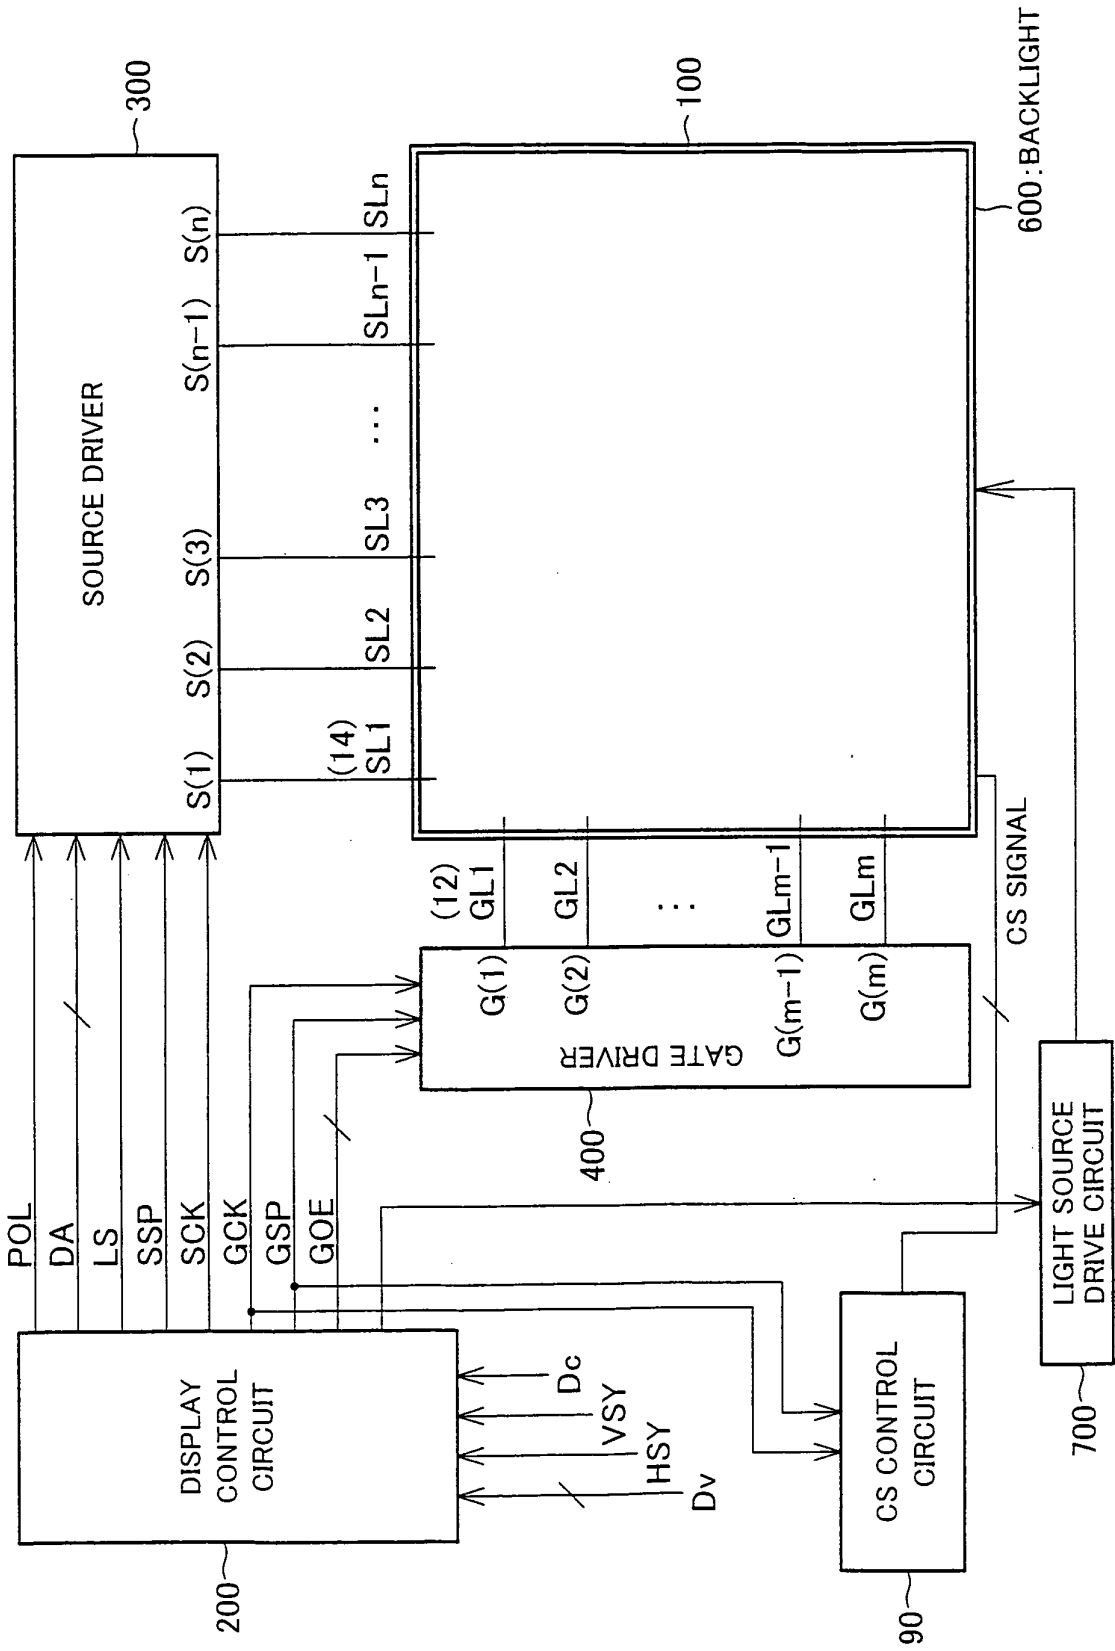 300
SOURCE DRIVER
S(1)
S(2)
S(3)
S(n-1)
S(n)
(14)
SL1
SL2
SL3
...
SLn-1
SLn
100
600:BACKLIGHT
POL
DA
LS
SSP
SCK
GCK
GSP
GOE
(12)
GL1
GL2
...
GLm-1
GLm
G(1)
G(2)
G(m-1)
G(m)
GATE DRIVER
400
CS SIGNAL
DISPLAY
CONTROL
CIRCUIT
200
Dc
VSY
HSY
Dv
CS CONTROL
CIRCUIT
90
LIGHT SOURCE
DRIVE CIRCUIT
700